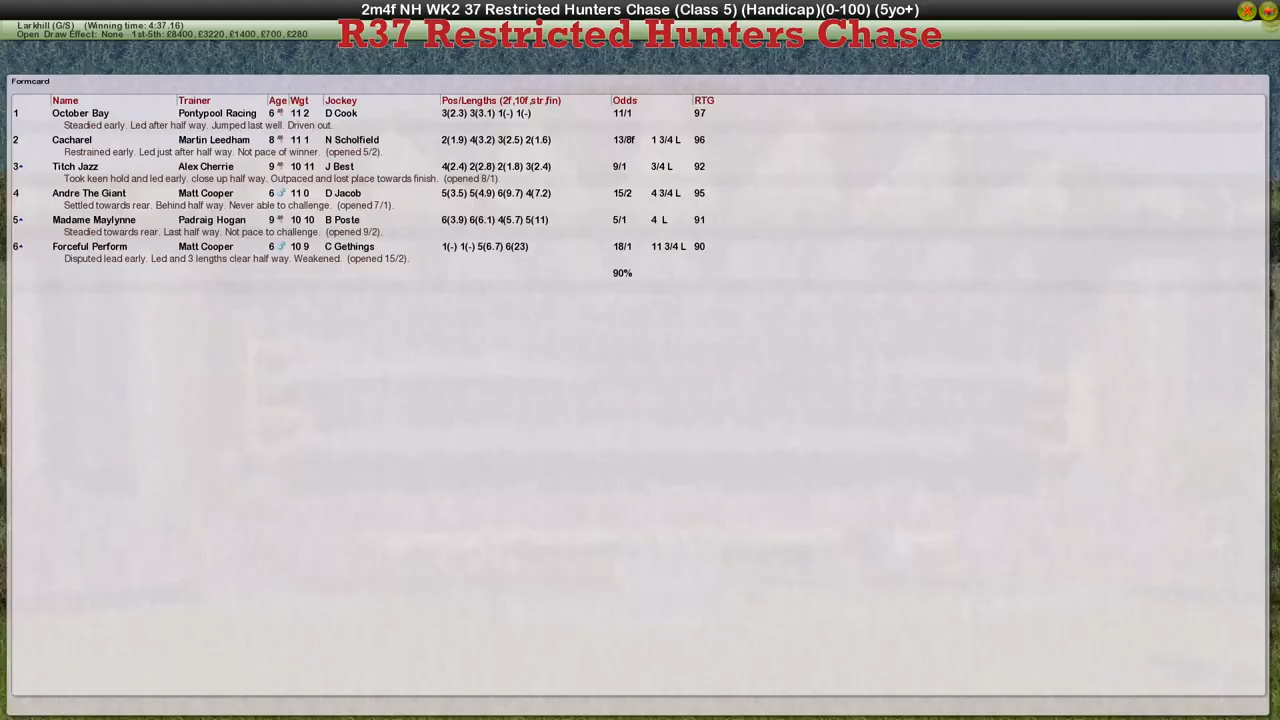 2m4f NH WK2 37 Restricted Hunters Chase (Class 5) (Handicap)(0-100) (5yo+)
Larkhill (G/S) (Winning time: 4:37.16)
Open Draw Effect: None 1st-5th: £8400, £3220, £1400, £700, £280
R37 Restricted Hunters Chase
Formcard
Name Trainer Age Wgt Jockey Pos/Lengths (2f,10f,str,fin) Odds RTG
1 October Bay Pontypool Racing 6 11 2 D Cook 3(2.3) 3(3.1) 1(-) 1(-) 11/1 97
Steadied early. Led after half way. Jumped last well. Driven out.
2 Cacharel Martin Leedham 8 11 1 N Scholfield 2(1.9) 4(3.2) 3(2.5) 2(1.6) 13/8f 1 3/4 L 96
Restrained early. Led just after half way. Not pace of winner. (opened 5/2).
3 Titch Jazz Alex Cherrie 9 10 11 J Best 4(2.4) 2(2.8) 2(1.8) 3(2.4) 9/1 3/4 L 92
Took keen hold and led early. close up half way. Outpaced and lost place towards finish. (opened 8/1).
4 Andre The Giant Matt Cooper 6 11 0 D Jacob 5(3.5) 5(4.9) 6(9.7) 4(7.2) 15/2 4 3/4 L 95
Settled towards rear. Behind half way. Never able to challenge. (opened 7/1).
5 Madame Maylynne Padraig Hogan 9 10 10 B Poste 6(3.9) 6(6.1) 4(5.7) 5(11) 5/1 4 L 91
Steadied towards rear. Last half way. Not pace to challenge. (opened 9/2).
6 Forceful Perform Matt Cooper 6 10 9 C Gethings 1(-) 1(-) 5(6.7) 6(23) 18/1 11 3/4 L 90
Disputed lead early. Led and 3 lengths clear half way. Weakened. (opened 15/2).
90%